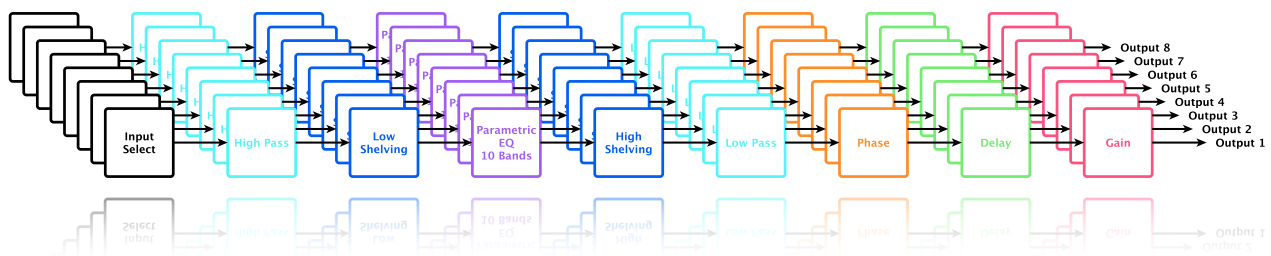 Output 8
Output 7
Output 6
Output 5
Output 4
Output 3
Output 2
Output 1
Input
Select
High Pass
Low
Shelving
Parametric
EQ
10 Bands
High
Shelving
Low Pass
Phase
Delay
Gain